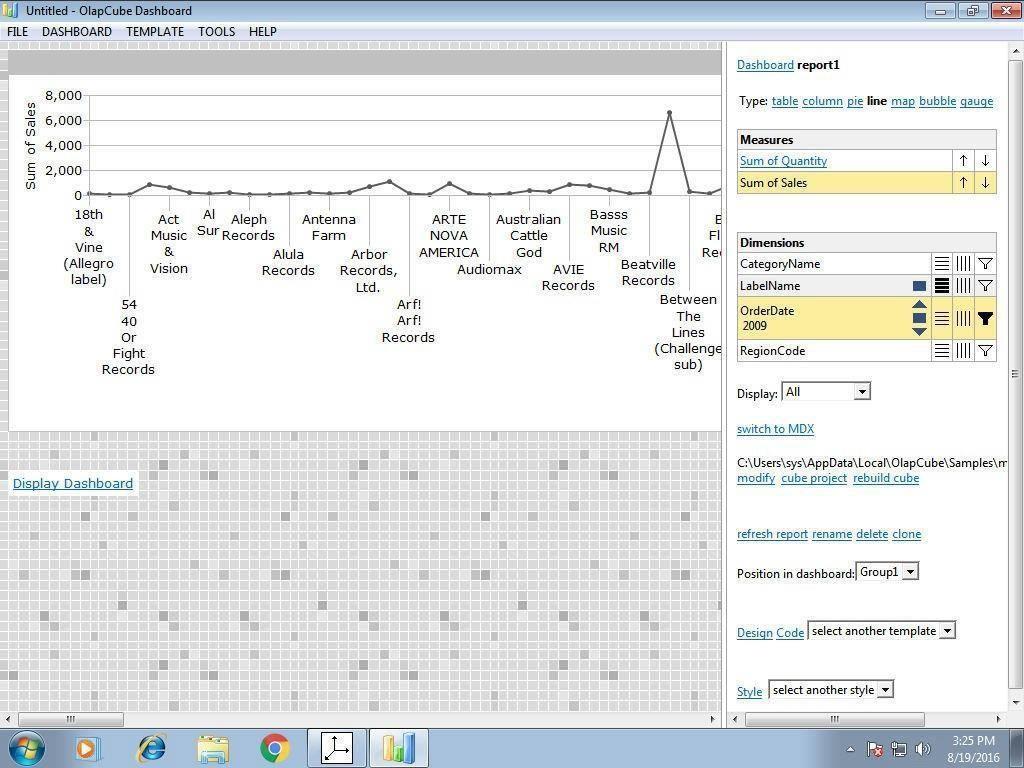 Untitled - OlapCube Dashboard
FILE DASHBOARD TEMPLATE TOOLS HELP
8,000
6,000
4,000
2,000
0
Sum of Sales
18th
&
Vine
(Allegro
label)
54
40
Or
Fight
Records
Act
Music
&
Vision
Al
Sur
Aleph
Records
Alula
Records
Antenna
Farm
Arbor
Records,
Ltd.
Arf!
Arf!
Records
ARTE
NOVA
AMERICA
Audiomax
Australian
Cattle
God
AVIE
Records
Basss
Music
RM
Beatville
Records
Between
The
Lines
(Challenge
sub)
Display Dashboard
Dashboard report1
Type: table column pie line map bubble gauge
Measures
Sum of Quantity
Sum of Sales
Dimensions
CategoryName
LabelName
OrderDate
2009
RegionCode
Display: All
switch to MDX
C:\Users\sys\AppData\Local\OlapCube\Samples\m
modify cube project rebuild cube
refresh report rename delete clone
Position in dashboard: Group1
Design Code select another template
Style select another style
3:25 PM
8/19/2016